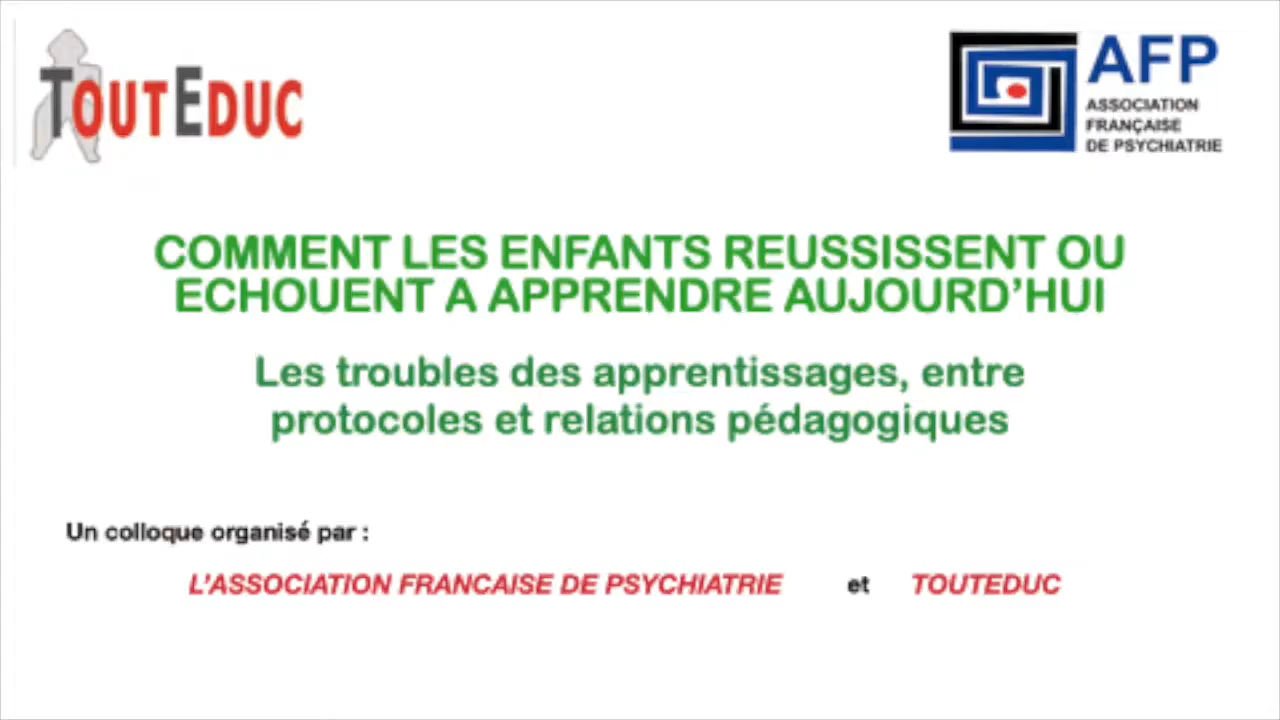 TOUTEDUC
AFP
ASSOCIATION
FRANÇAISE
DE PSYCHIATRIE
COMMENT LES ENFANTS REUSSISSENT OU
ECHOUENT A APPRENDRE AUJOURD'HUI
Les troubles des apprentissages, entre
protocoles et relations pédagogiques
Un colloque organisé par :
L'ASSOCIATION FRANCAISE DE PSYCHIATRIE et TOUTEDUC